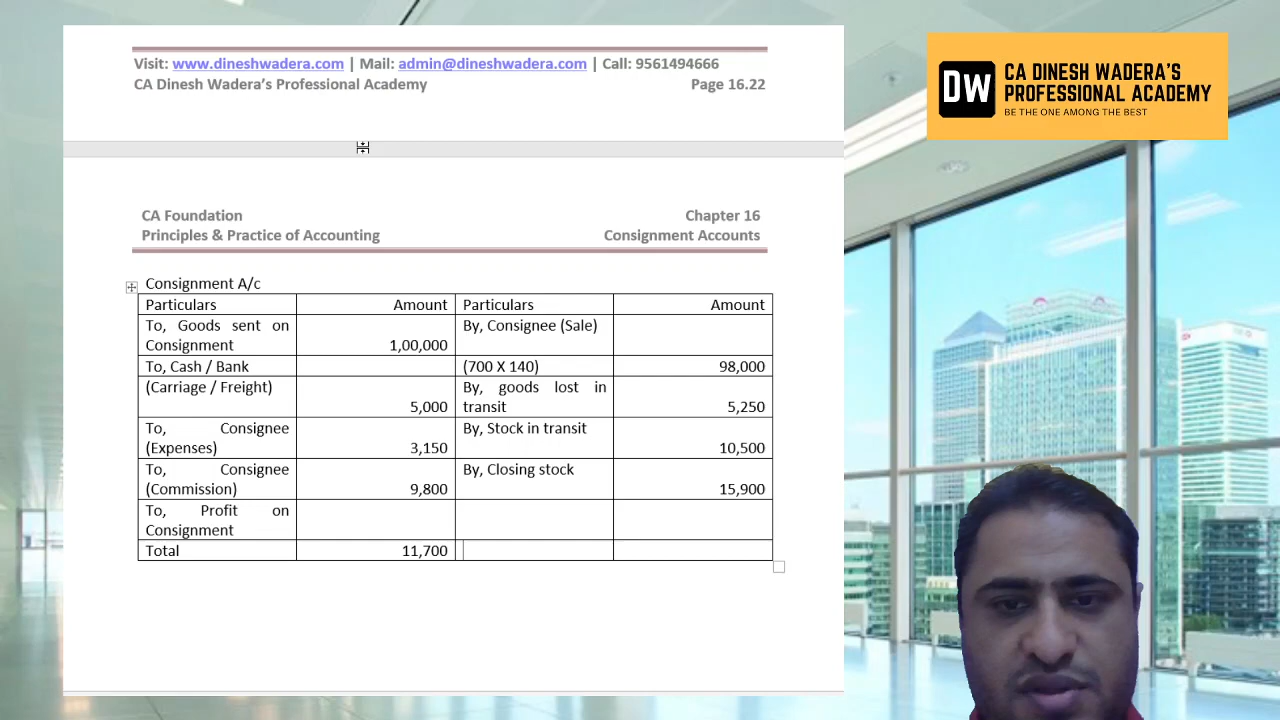 Visit: www.dineshwadera.com | Mail: admin@dineshwadera.com | Call: 9561494666
CA Dinesh Wadera's Professional Academy Page 16.22
DW
CA DINESH WADERA'S
PROFESSIONAL ACADEMY
BE THE ONE AMONG THE BEST
CA Foundation Chapter 16
Principles & Practice of Accounting Consignment Accounts
Consignment A/c
Particulars Amount Particulars Amount
To, Goods sent on By, Consignee (Sale)
Consignment 1,00,000
To, Cash / Bank (700 X 140) 98,000
(Carriage / Freight) By, goods lost in
5,000 transit 5,250
To, Consignee By, Stock in transit
(Expenses) 3,150 10,500
To, Consignee By, Closing stock
(Commission) 9,800 15,900
To, Profit on
Consignment
Total 11,700